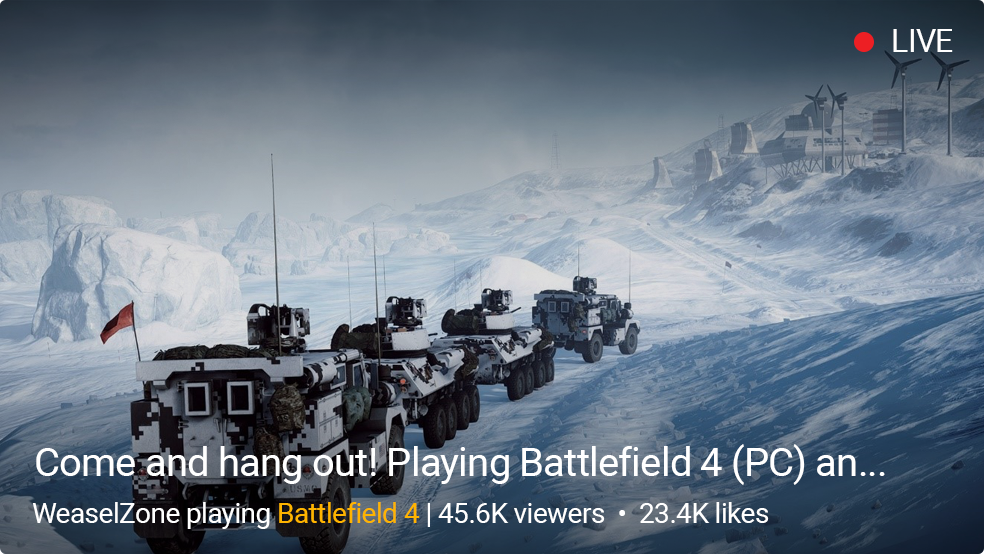 LIVE
Come and hang out! Playing Battlefield 4 (PC) an...
WeaselZone playing Battlefield 4 | 45.6K viewers • 23.4K likes